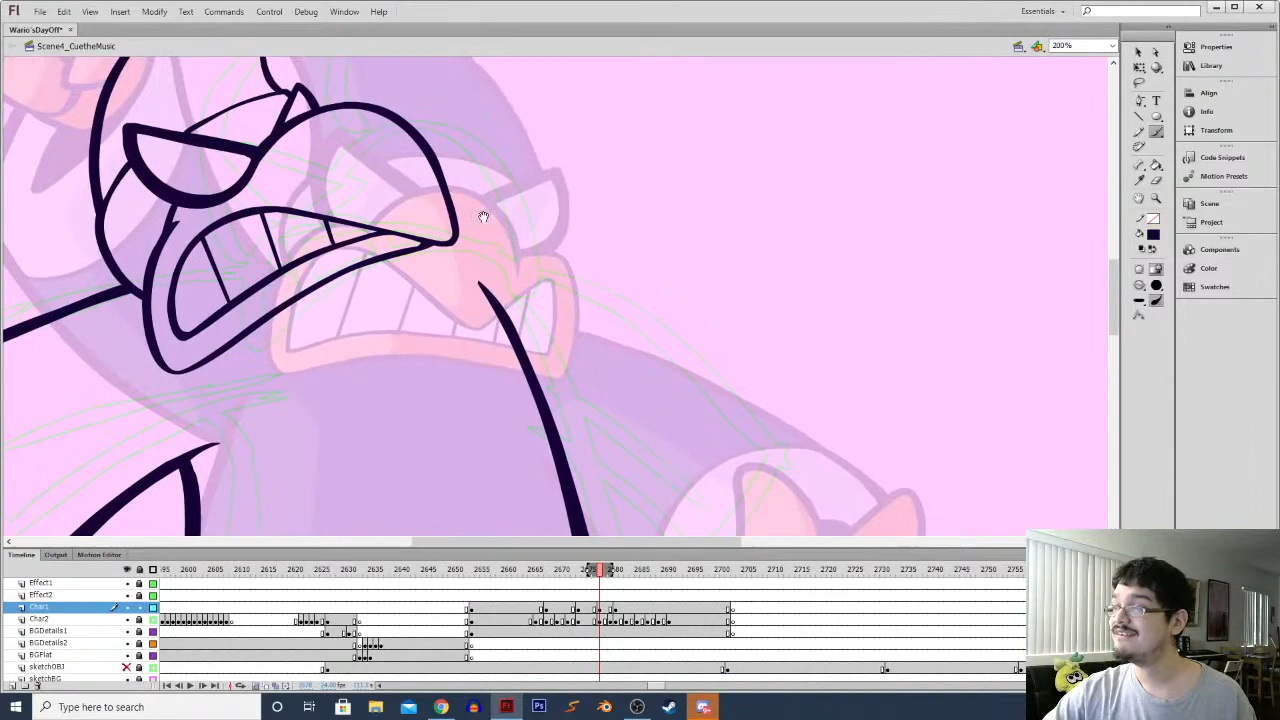 Fl File Edit View Insert Modify Text Commands Control Debug Window Help Essentials
Wario'sDayOff*
Scene4_CuetheMusic 200%
Properties
Library
Align
Info
Transform
Code Snippets
Motion Presets
Scene
Project
Components
Color
Swatches
Timeline Output Motion Editor
2600 2605 2610 2615 2620 2625 2630 2635 2640 2645 2650 2655 2660 2665 2670 2680 2685 2690 2695 2700 2705 2710 2715 2720 2725 2730 2735 2740 2745 2750 2755
Effect1
Effect2
Char1
Char2
BGDetails1
BGDetails2
BGFlat
sketchOBJ
sketchBG
Type here to search